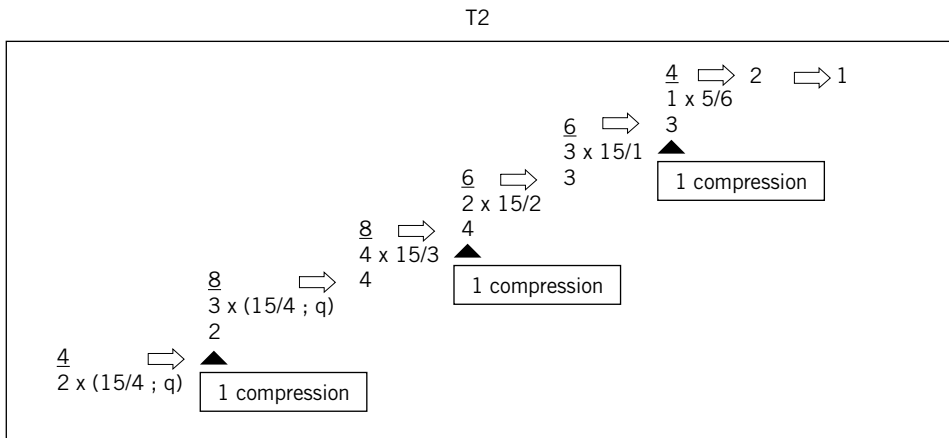 T2
4
2 x (15/4 ; q)
8
3 x (15/4 ; q)
2
1 compression
8
4 x 15/3
4
6
2 x 15/2
4
1 compression
6
3 x 15/1
3
4
1 x 5/6
3
1 compression
2
1